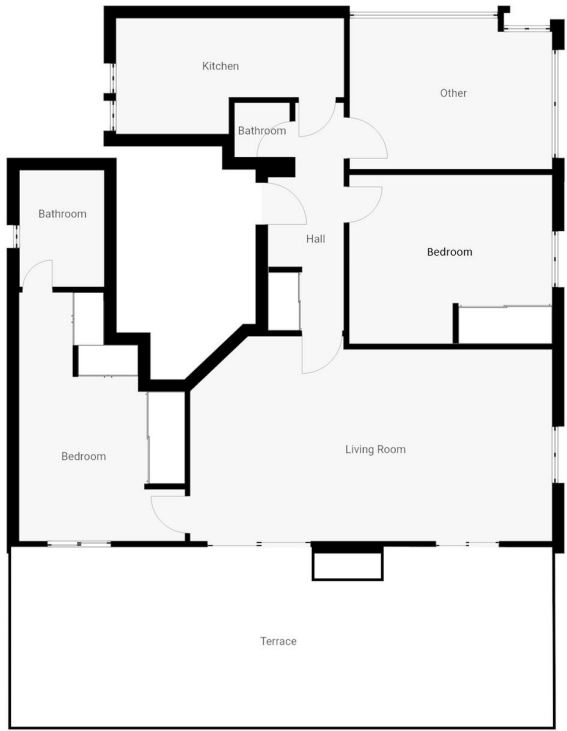 Kitchen
Other
Bathroom
Bathroom
Hall
Bedroom
Living Room
Bedroom
Terrace